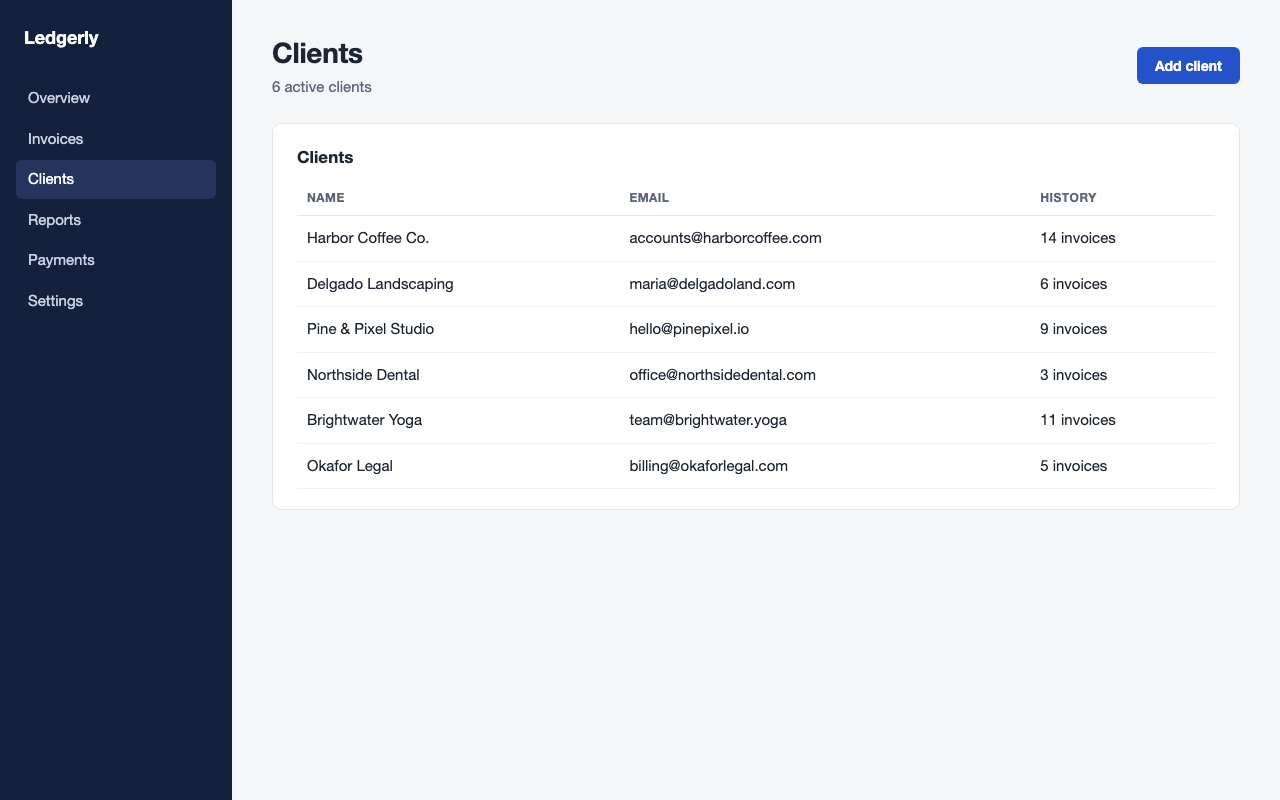 Ledgerly
Overview
Invoices
Clients
Reports
Payments
Settings
Clients
6 active clients
Add client
Clients
NAME EMAIL HISTORY
Harbor Coffee Co. accounts@harborcoffee.com 14 invoices
Delgado Landscaping maria@delgadoland.com 6 invoices
Pine & Pixel Studio hello@pinepixel.io 9 invoices
Northside Dental office@northsidedental.com 3 invoices
Brightwater Yoga team@brightwater.yoga 11 invoices
Okafor Legal billing@okaforlegal.com 5 invoices